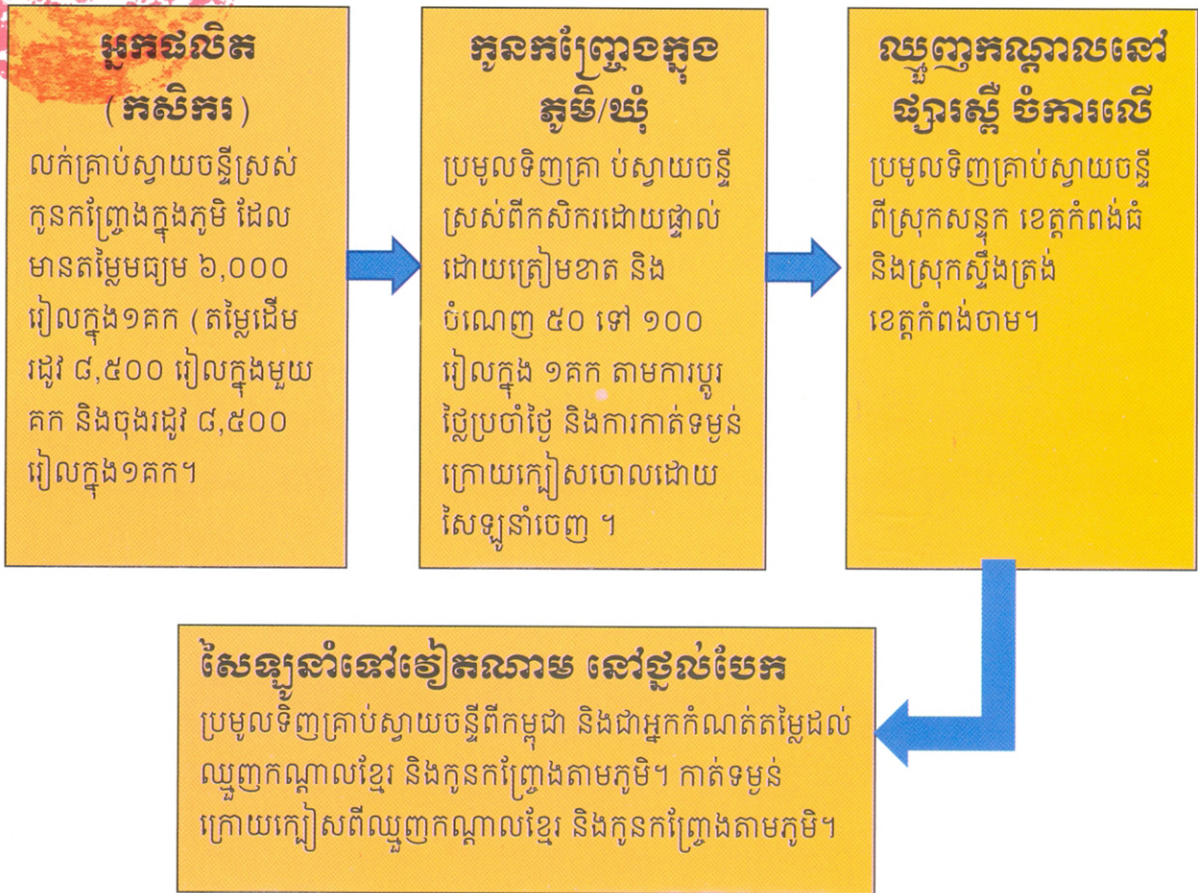 អ្នកផលិត
(កសិករ)
លក់គ្រាប់ស្វាយចន្ទីស្រស់
កូនកញ្ច្រែងក្នុងភូមិ ដែល
មានតម្លៃមធ្យម ៦,០០០
រៀលក្នុង១គក (តម្លៃដើម
រដូវ ៨,៥០០ រៀលក្នុងមួយ
គក និងចុងរដូវ ៨,៥០០
រៀលក្នុង១គក។
កូនកញ្ច្រែងក្នុង
ភូមិ/ឃុំ
ប្រមូលទិញគ្រា ប់ស្វាយចន្ទី
ស្រស់ពីកសិករដោយផ្ទាល់
ដោយត្រៀមខាត និង
ចំណេញ ៥០ ទៅ ១០០
រៀលក្នុង ១គក តាមការប្តូរ
ថ្លៃប្រចាំថ្ងៃ និងការកាត់ទម្ងន់
ក្រោយក្បៀសចោលដោយ
សៃឡូនាំចេញ ។
ឈ្មួញកណ្តាលនៅ
ផ្សារស្ពឺ ចំការលើ
ប្រមូលទិញគ្រាប់ស្វាយចន្ទី
ពីស្រុកសន្ទុក ខេត្តកំពង់ធំ
និងស្រុកស្ទឹងត្រង់
ខេត្តកំពង់ចាម។
សៃឡូនាំទៅវៀតណាម នៅថ្នល់បែក
ប្រមូលទិញគ្រាប់ស្វាយចន្ទីពីកម្ពុជា និងជាអ្នកកំណត់តម្លៃដល់
ឈ្មួញកណ្តាលខ្មែរ និងកូនកញ្ច្រែងតាមភូមិ។ កាត់ទម្ងន់
ក្រោយក្បៀសពីឈ្មួញកណ្តាលខ្មែរ និងកូនកញ្ច្រែងតាមភូមិ។